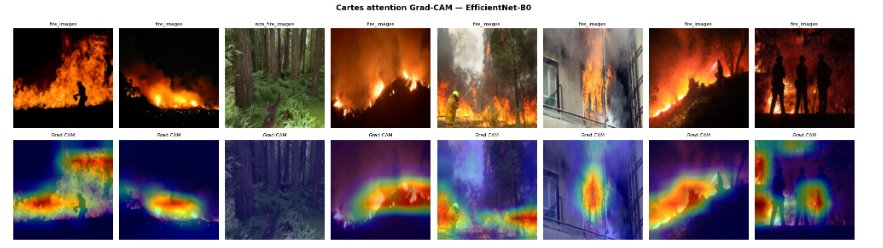 Cartes attention Grad-CAM — EfficientNet-B0
fire_images fire_images non_fire_images fire_images fire_images fire_images fire_images fire_images
Grad-CAM Grad-CAM Grad-CAM Grad-CAM Grad-CAM Grad-CAM Grad-CAM Grad-CAM